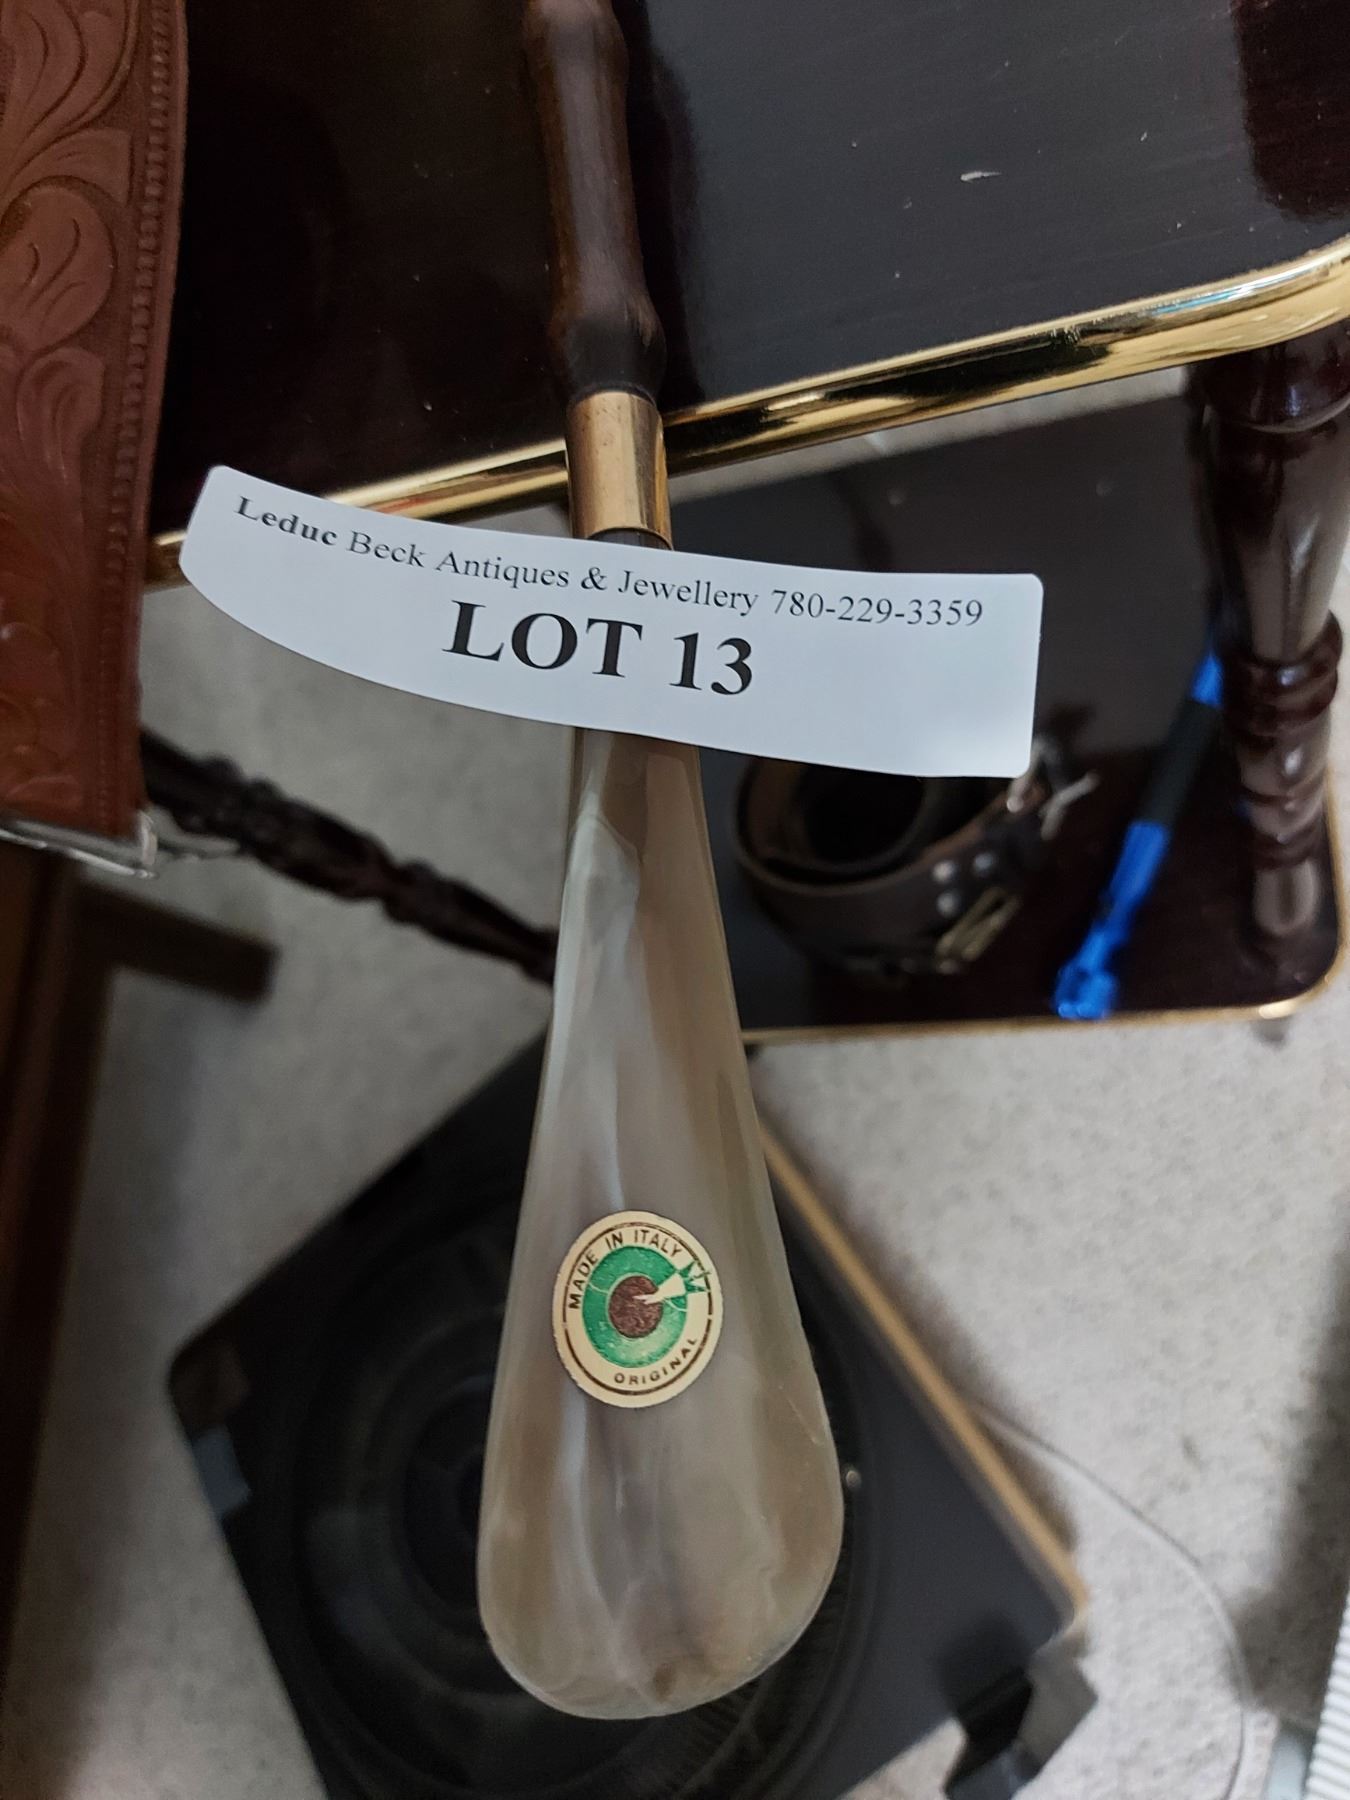 Leduc Beck Antiques & Jewellery 780-229-3359
LOT 13
MADE IN ITALY
ORIGINAL